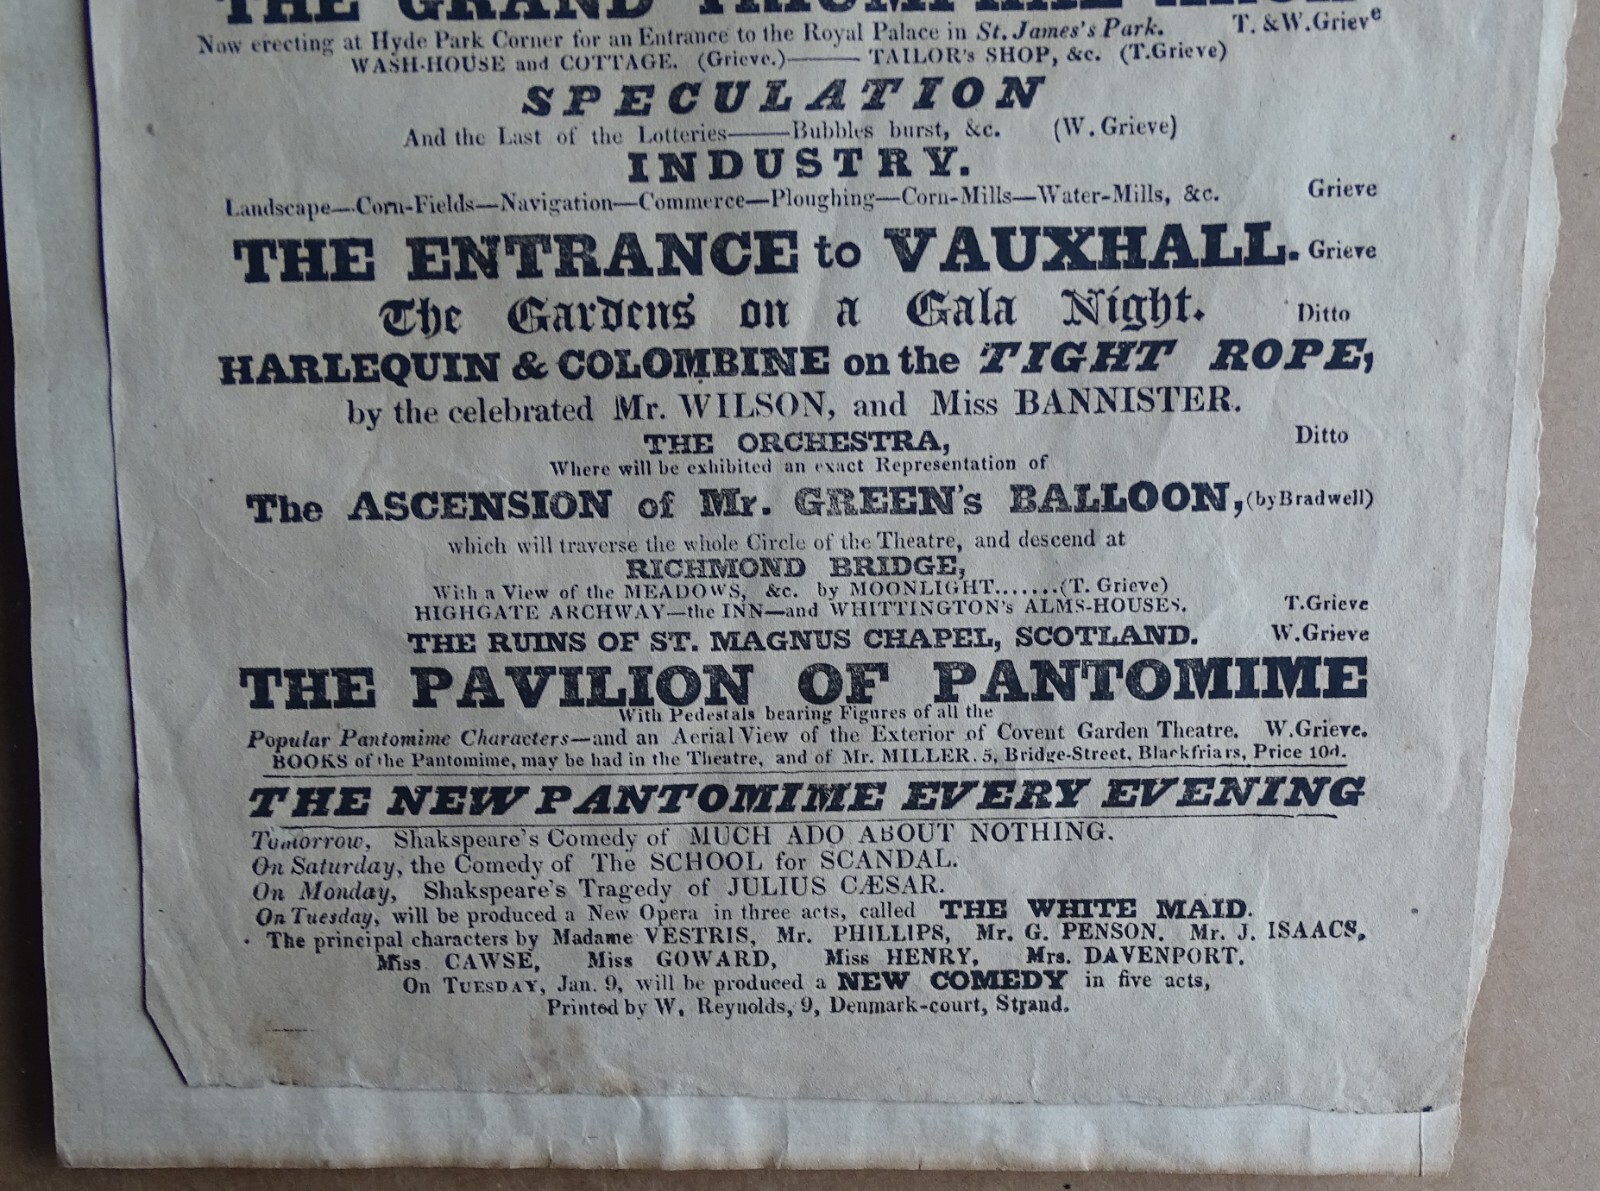 THE GRAND TRIUMPHAL ARCH
Now erecting at Hyde Park Corner for an Entrance to the Royal Palace in St. James's Park. T. & W. Grieve
WASH-HOUSE and COTTAGE. (Grieve.)——— TAILOR's SHOP, &c. (T.Grieve)
SPECULATION
And the Last of the Lotteries———Bubbles burst, &c. (W. Grieve)
INDUSTRY.
Landscape—Corn-Fields—Navigation—Commerce—Ploughing—Corn-Mills—Water-Mills, &c. Grieve
THE ENTRANCE to VAUXHALL. Grieve
The Gardens on a Gala Night. Ditto
HARLEQUIN & COLOMBINE on the TIGHT ROPE,
by the celebrated Mr. WILSON, and Miss BANNISTER.
THE ORCHESTRA, Ditto
Where will be exhibited an exact Representation of
The ASCENSION of Mr. GREEN's BALLOON, (by Bradwell)
which will traverse the whole Circle of the Theatre, and descend at
RICHMOND BRIDGE,
With a View of the MEADOWS, &c. by MOONLIGHT.......(T. Grieve)
HIGHGATE ARCHWAY—the INN—and WHITTINGTON's ALMS-HOUSES. T.Grieve
THE RUINS OF ST. MAGNUS CHAPEL, SCOTLAND. W.Grieve
THE PAVILION OF PANTOMIME
With Pedestals bearing Figures of all the
Popular Pantomime Characters—and an Aerial View of the Exterior of Covent Garden Theatre. W.Grieve.
BOOKS of the Pantomime, may be had in the Theatre, and of Mr. MILLER. 5, Bridge-Street, Blackfriars, Price 10d.
THE NEW PANTOMIME EVERY EVENING
Tomorrow, Shakspeare's Comedy of MUCH ADO ABOUT NOTHING.
On Saturday, the Comedy of The SCHOOL for SCANDAL.
On Monday, Shakspeare's Tragedy of JULIUS CÆSAR.
On Tuesday, will be produced a New Opera in three acts, called THE WHITE MAID.
The principal characters by Madame VESTRIS, Mr. PHILLIPS, Mr. G. PENSON, Mr. J. ISAACS,
Miss CAWSE, Miss GOWARD, Miss HENRY, Mrs. DAVENPORT.
On TUESDAY, Jan. 9, will be produced a NEW COMEDY in five acts,
Printed by W. Reynolds, 9, Denmark-court, Strand.